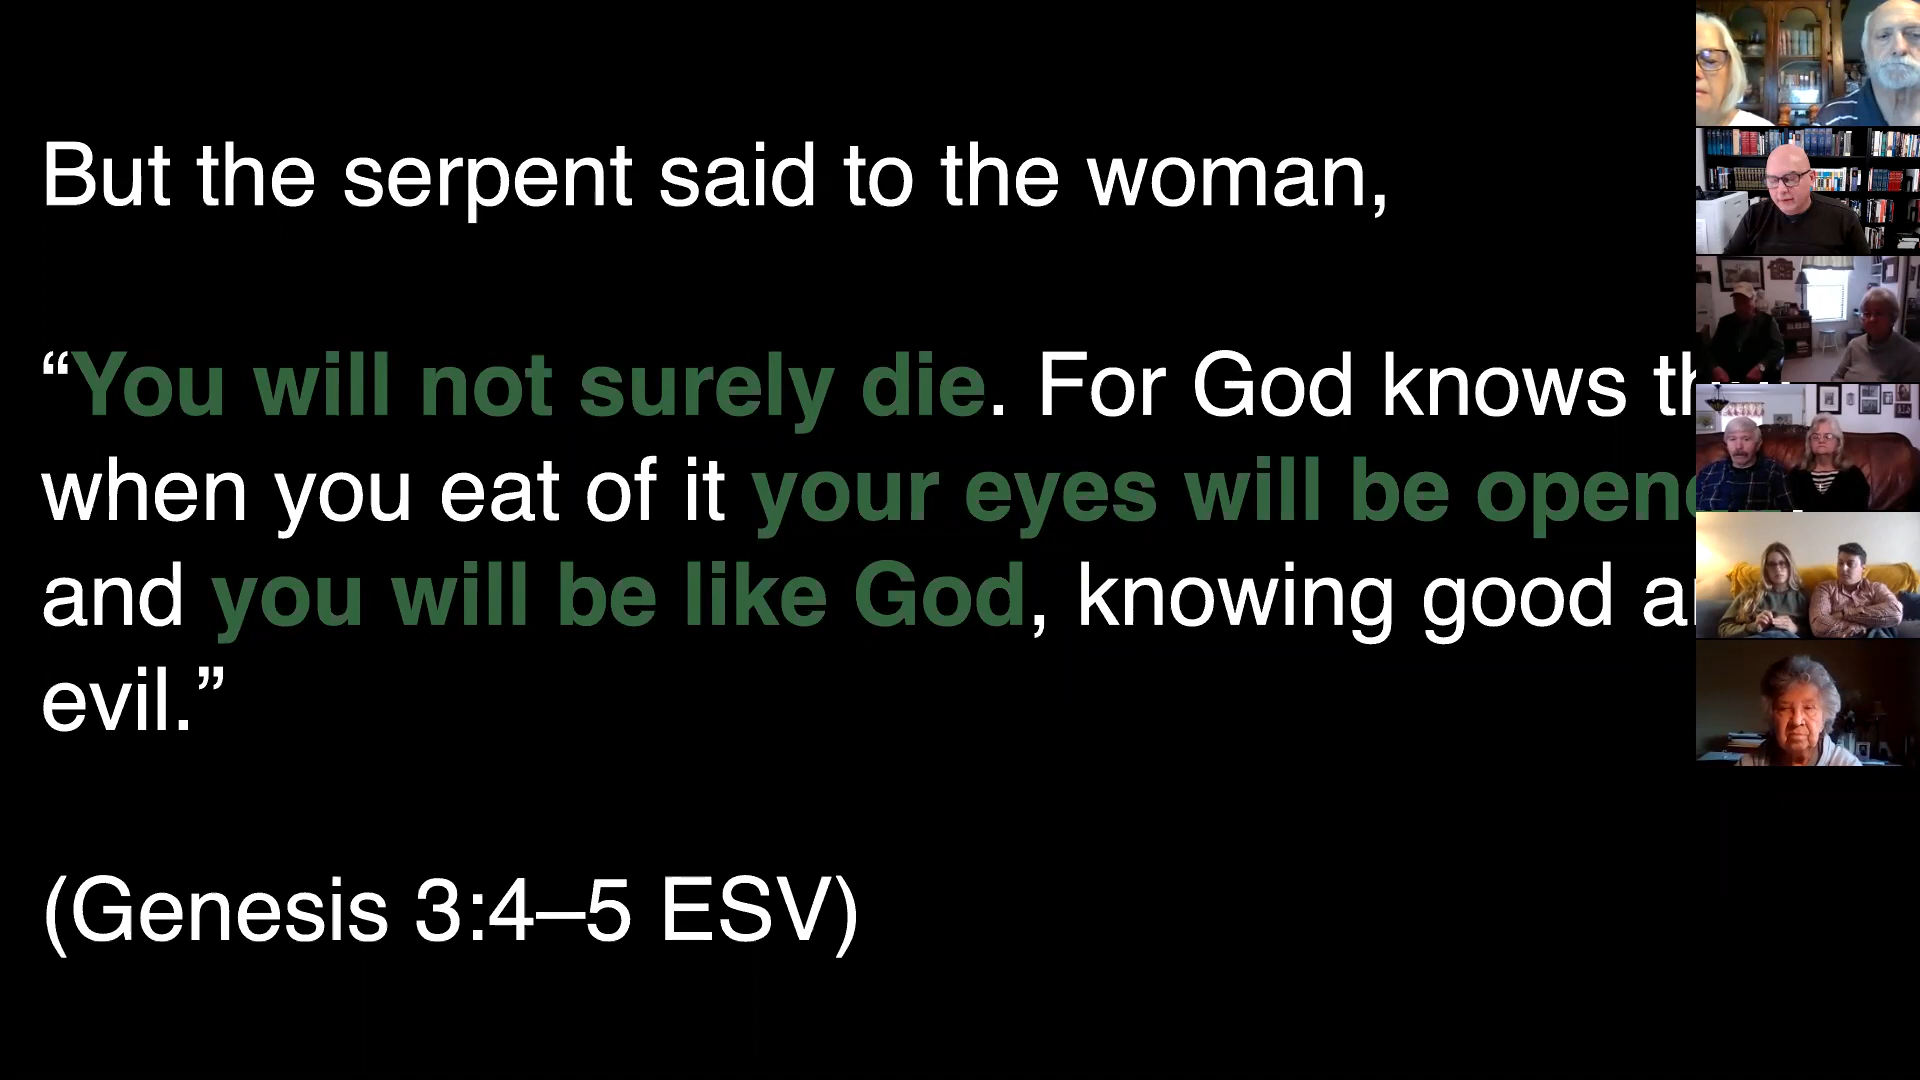 But the serpent said to the woman,
“You will not surely die. For God knows
when you eat of it your eyes will be
and you will be like God, knowing good
evil.”
(Genesis 3:4–5 ESV)